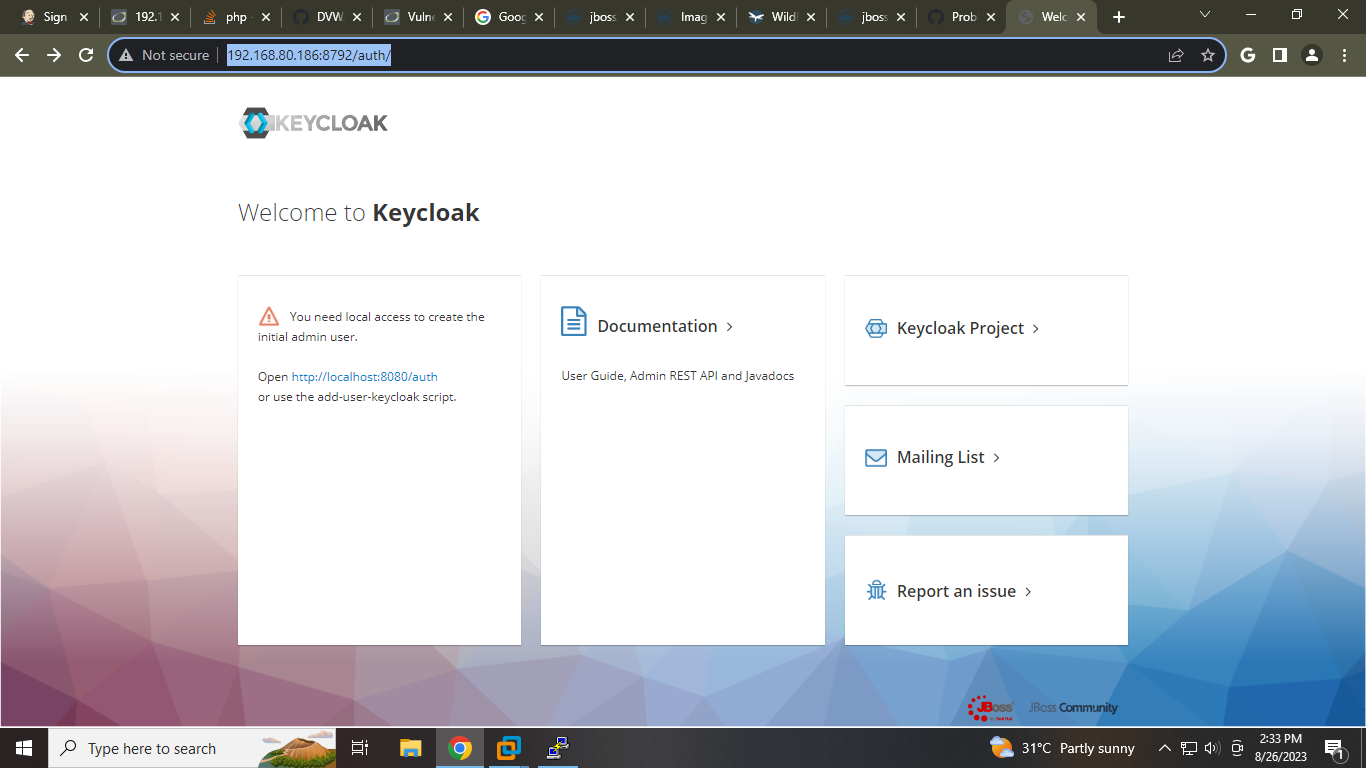 Sign
192.1
php
DVW
Vulne
Goog
jboss
Imag
Wildf
jboss
Prob
Welc
Not secure
192.168.80.186:8792/auth/
KEYCLOAK
Welcome to Keycloak
You need local access to create the
initial admin user.
Open http://localhost:8080/auth
or use the add-user-keycloak script.
Documentation
User Guide, Admin REST API and Javadocs
Keycloak Project
Mailing List
Report an issue
JBoss
by Red Hat
JBoss Community
Type here to search
31°C Partly sunny
2:33 PM
8/26/2023
1